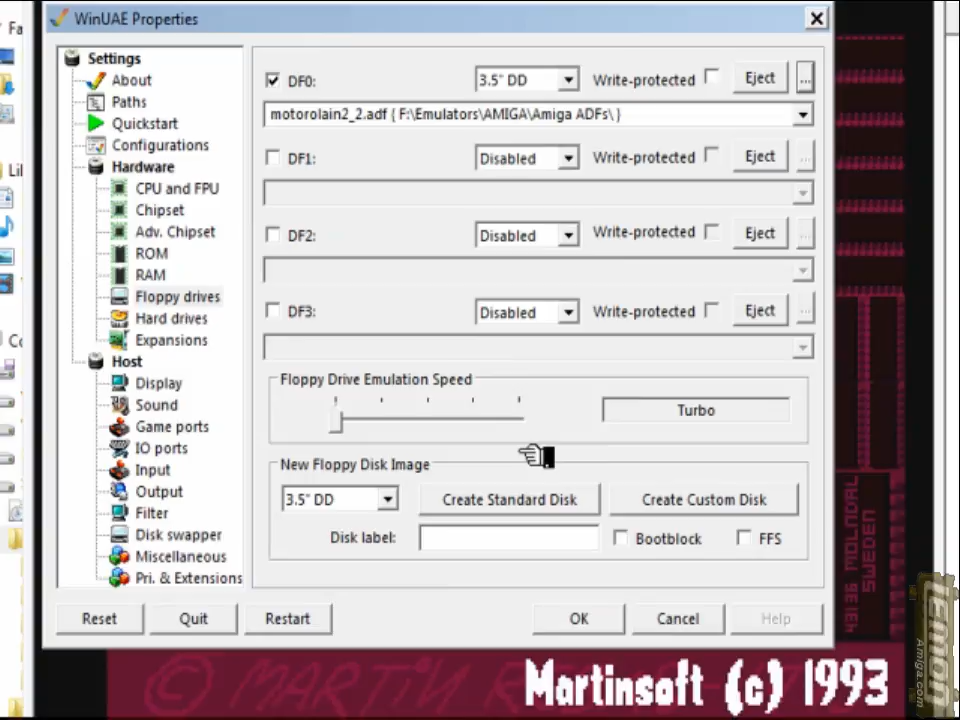 WinUAE Properties
Settings
About
Paths
Quickstart
Configurations
Hardware
CPU and FPU
Chipset
Adv. Chipset
ROM
RAM
Floppy drives
Hard drives
Expansions
Host
Display
Sound
Game ports
IO ports
Input
Output
Filter
Disk swapper
Miscellaneous
Pri. & Extensions
DF0: 3.5" DD Write-protected Eject ...
motorolain2_2.adf { F:\Emulators\AMIGA\Amiga ADFs\ }
DF1: Disabled Write-protected Eject ...
DF2: Disabled Write-protected Eject ...
DF3: Disabled Write-protected Eject ...
Floppy Drive Emulation Speed
Turbo
New Floppy Disk Image
3.5" DD Create Standard Disk Create Custom Disk
Disk label: Bootblock FFS
Reset Quit Restart OK Cancel Help
43136 MOLNDAL
SWEDEN
LEMON
Amiga.com
Martinsoft (c) 1993
© MARTIN